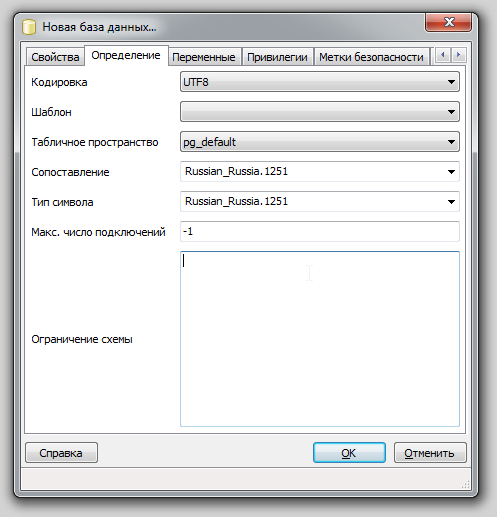 Новая база данных...
Свойства Определение Переменные Привилегии Метки безопасности
Кодировка UTF8
Шаблон
Табличное пространство pg_default
Сопоставление Russian_Russia.1251
Тип символа Russian_Russia.1251
Макс. число подключений -1
Ограничение схемы
Справка OK Отменить